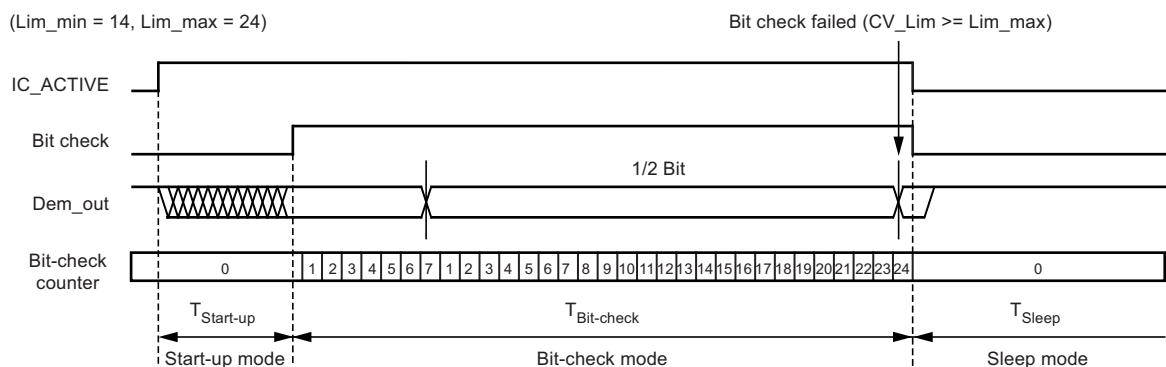 (Lim_min = 14, Lim_max = 24)
Bit check failed (CV_Lim >= Lim_max)
IC_ACTIVE
Bit check
1/2 Bit
Dem_out
Bit-check
counter
0 1 2 3 4 5 6 7 1 2 3 4 5 6 7 8 9 10 11 12 13 14 15 16 17 18 19 20 21 22 23 24 0
TStart-up TBit-check TSleep
Start-up mode Bit-check mode Sleep mode